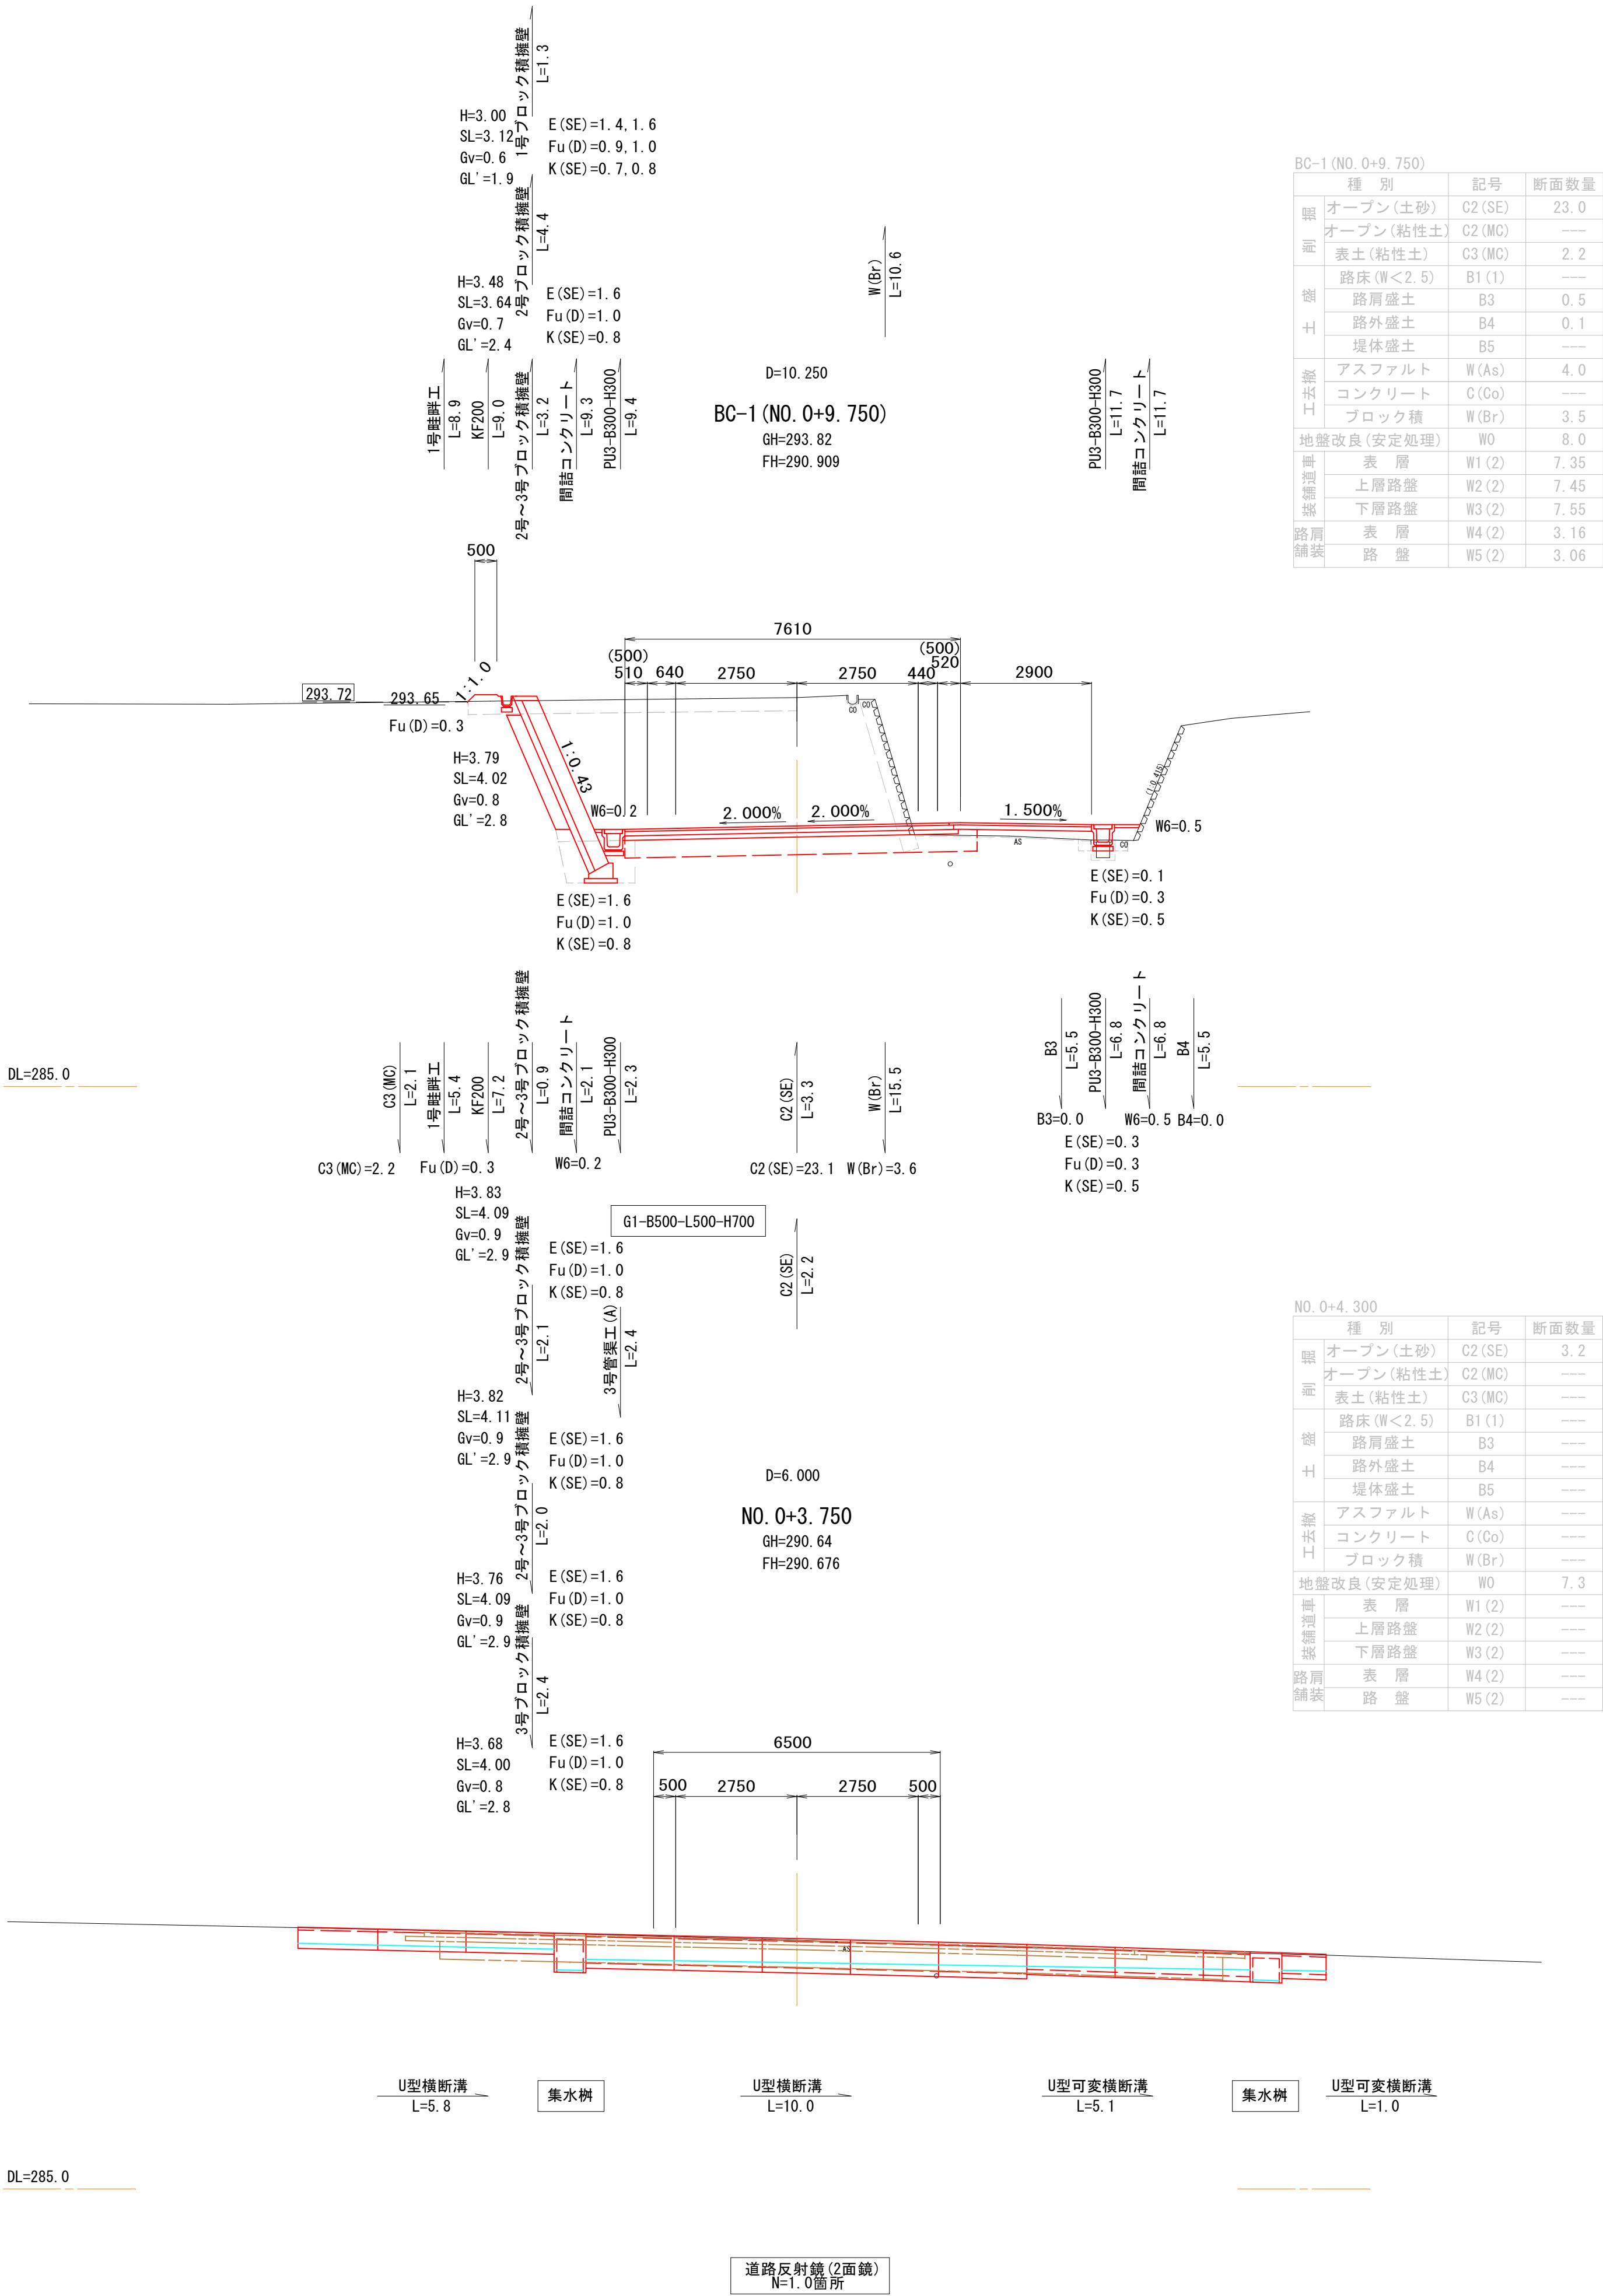 1号ブロック積擁壁
L=1.3
H=3.00
SL=3.12
Gv=0.6
GL'=1.9
E(SE)=1.4,1.6
Fu(D)=0.9,1.0
K(SE)=0.7,0.8
2号ブロック積擁壁
L=4.4
H=3.48
SL=3.64
Gv=0.7
GL'=2.4
E(SE)=1.6
Fu(D)=1.0
K(SE)=0.8
W(Br)
L=10.6
1号畦畔工
L=8.9
KF200
L=9.0
2号～3号ブロック積擁壁
L=3.2
間詰コンクリート
L=9.3
PU3-B300-H300
L=9.4
D=10.250
BC-1(NO.0+9.750)
GH=293.82
FH=290.909
PU3-B300-H300
L=11.7
間詰コンクリート
L=11.7
BC-1(NO.0+9.750)
種 別 記号 断面数量
掘削
オープン(土砂) C2(SE) 23.0
オープン(粘性土) C2(MC) ---
表土(粘性土) C3(MC) 2.2
盛土
路床(W＜2.5) B1(1) ---
路肩盛土 B3 0.5
路外盛土 B4 0.1
堤体盛土 B5 ---
撤去工
アスファルト W(As) 4.0
コンクリート C(Co) ---
ブロック積 W(Br) 3.5
地盤改良(安定処理) W0 8.0
車道舗装
表 層 W1(2) 7.35
上層路盤 W2(2) 7.45
下層路盤 W3(2) 7.55
路肩舗装
表 層 W4(2) 3.16
路 盤 W5(2) 3.06
500
7610
(500)
510
640
2750
2750
440
(500)
520
2900
1:1.0
293.72
293.65
Fu(D)=0.3
CO
CO
1:0.43
(1:0.415)
H=3.79
SL=4.02
Gv=0.8
GL'=2.8
W6=0.2
2.000%
2.000%
1.500%
W6=0.5
AS
CO
E(SE)=1.6
Fu(D)=1.0
K(SE)=0.8
E(SE)=0.1
Fu(D)=0.3
K(SE)=0.5
DL=285.0
C3(MC)
L=2.1
1号畦畔工
L=5.4
KF200
L=7.2
2号～3号ブロック積擁壁
L=0.9
間詰コンクリート
L=2.1
PU3-B300-H300
L=2.3
C2(SE)
L=3.3
W(Br)
L=15.5
B3
L=5.5
PU3-B300-H300
L=6.8
間詰コンクリート
L=6.8
B4
L=5.5
B3=0.0
W6=0.5
B4=0.0
E(SE)=0.3
Fu(D)=0.3
K(SE)=0.5
C3(MC)=2.2
Fu(D)=0.3
W6=0.2
C2(SE)=23.1
W(Br)=3.6
H=3.83
SL=4.09
Gv=0.9
GL'=2.9
2号～3号ブロック積擁壁
L=2.1
G1-B500-L500-H700
E(SE)=1.6
Fu(D)=1.0
K(SE)=0.8
C2(SE)
L=2.2
3号管渠工(A)
L=2.4
H=3.82
SL=4.11
Gv=0.9
GL'=2.9
2号～3号ブロック積擁壁
L=2.0
E(SE)=1.6
Fu(D)=1.0
K(SE)=0.8
D=6.000
NO.0+3.750
GH=290.64
FH=290.676
H=3.76
SL=4.09
Gv=0.9
GL'=2.9
3号ブロック積擁壁
L=2.4
E(SE)=1.6
Fu(D)=1.0
K(SE)=0.8
H=3.68
SL=4.00
Gv=0.8
GL'=2.8
E(SE)=1.6
Fu(D)=1.0
K(SE)=0.8
NO.0+4.300
種 別 記号 断面数量
掘削
オープン(土砂) C2(SE) 3.2
オープン(粘性土) C2(MC) ---
表土(粘性土) C3(MC) ---
盛土
路床(W＜2.5) B1(1) ---
路肩盛土 B3 ---
路外盛土 B4 ---
堤体盛土 B5 ---
撤去工
アスファルト W(As) ---
コンクリート C(Co) ---
ブロック積 W(Br) ---
地盤改良(安定処理) W0 7.3
車道舗装
表 層 W1(2) ---
上層路盤 W2(2) ---
下層路盤 W3(2) ---
路肩舗装
表 層 W4(2) ---
路 盤 W5(2) ---
6500
500
2750
2750
500
AS
U型横断溝
L=5.8
集水桝
U型横断溝
L=10.0
U型可変横断溝
L=5.1
集水桝
U型可変横断溝
L=1.0
DL=285.0
道路反射鏡(2面鏡)
N=1.0箇所